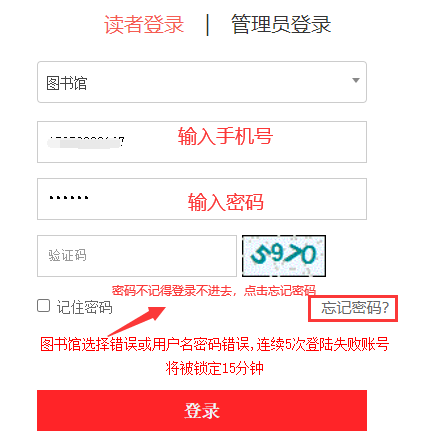 读者登录 | 管理员登录
图书馆
输入手机号
•••••• 输入密码
验证码 5970
密码不记得登录不进去，点击忘记密码
记住密码 忘记密码?
图书馆选择错误或用户名密码错误,连续5次登陆失败账号
将被锁定15分钟
登录